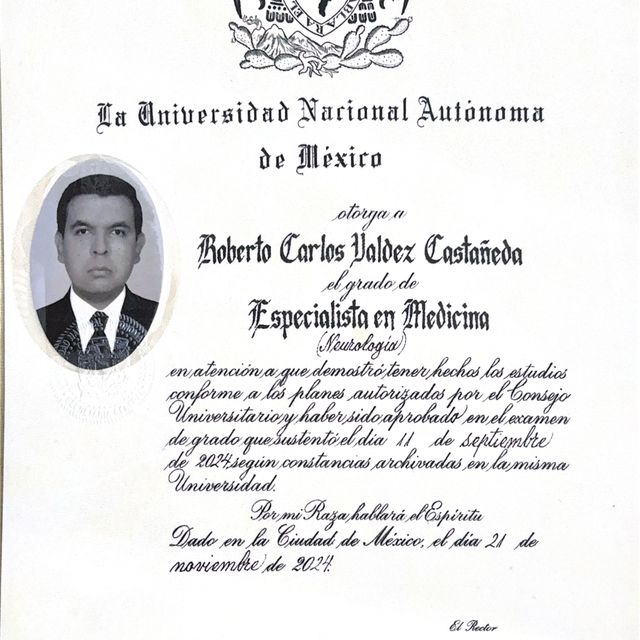 La Universidad Nacional Autónoma
de México
otorga a
Roberto Carlos Valdez Castañeda
el grado de
Especialista en Medicina
(Neurología)
en atención a que demostró tener hechos los estudios
conforme a los planes autorizados por el Consejo
Universitario y haber sido aprobado en el examen
de grado que sustentó el día 11 de septiembre
de 2024 según constancias archivadas en la misma
Universidad.
Por mi Raza hablará el Espíritu
Dado en la Ciudad de México, el día 21 de
noviembre de 2024.
El Rector